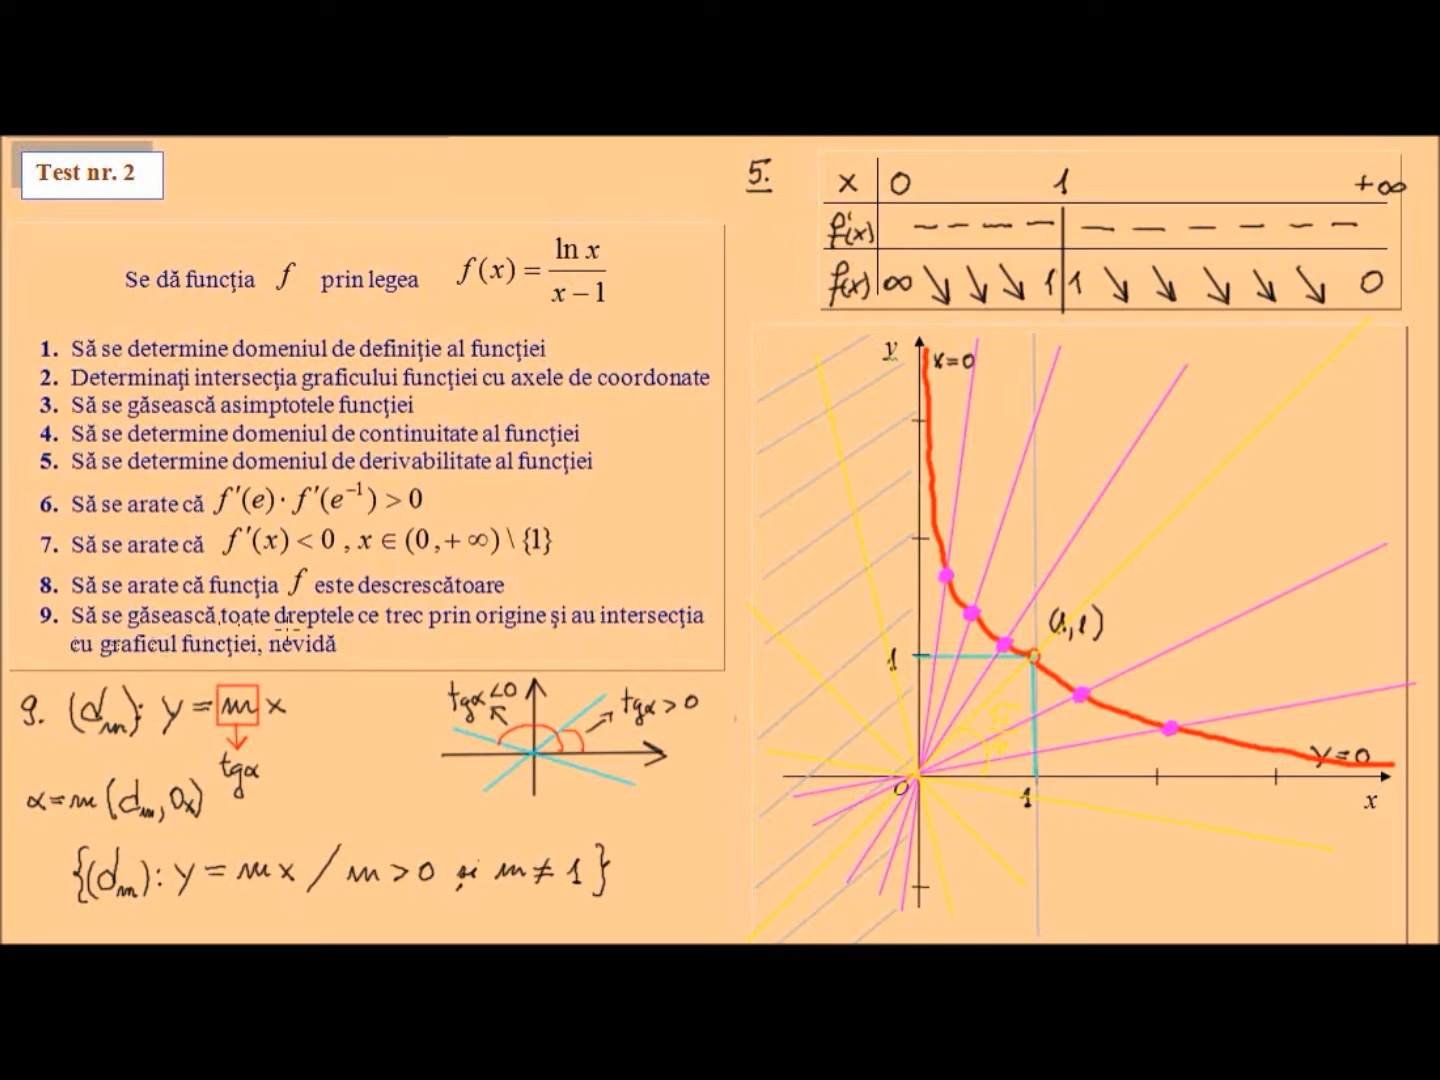 Test nr. 2
Se dă funcția f prin legea f(x) = ln x / x − 1
1. Să se determine domeniul de definiție al funcției
2. Determinați intersecția graficului funcției cu axele de coordonate
3. Să se găsească asimptotele funcției
4. Să se determine domeniul de continuitate al funcției
5. Să se determine domeniul de derivabilitate al funcției
6. Să se arate că f'(e) · f'(e⁻¹) > 0
7. Să se arate că f'(x) < 0 , x ∈ (0,+ ∞) \ {1}
8. Să se arate că funcția f este descrescătoare
9. Să se găsească toate dreptele ce trec prin origine și au intersecția
cu graficul funcției, nevidă
9. (dm): y = m x
tgα
α = m (dm, Ox)
tgα<0
tgα > 0
{(dm): y = mx / m > 0 și m ≠ 1}
5.
x 0 1 +∞
f'(x) − − − − − − − − − − −
f(x) ∞ ↘ ↘ ↘ 1 1 ↘ ↘ ↘ ↘ ↘ 0
y
x=0
(1,1)
1
π
4
y=0
0
1
x